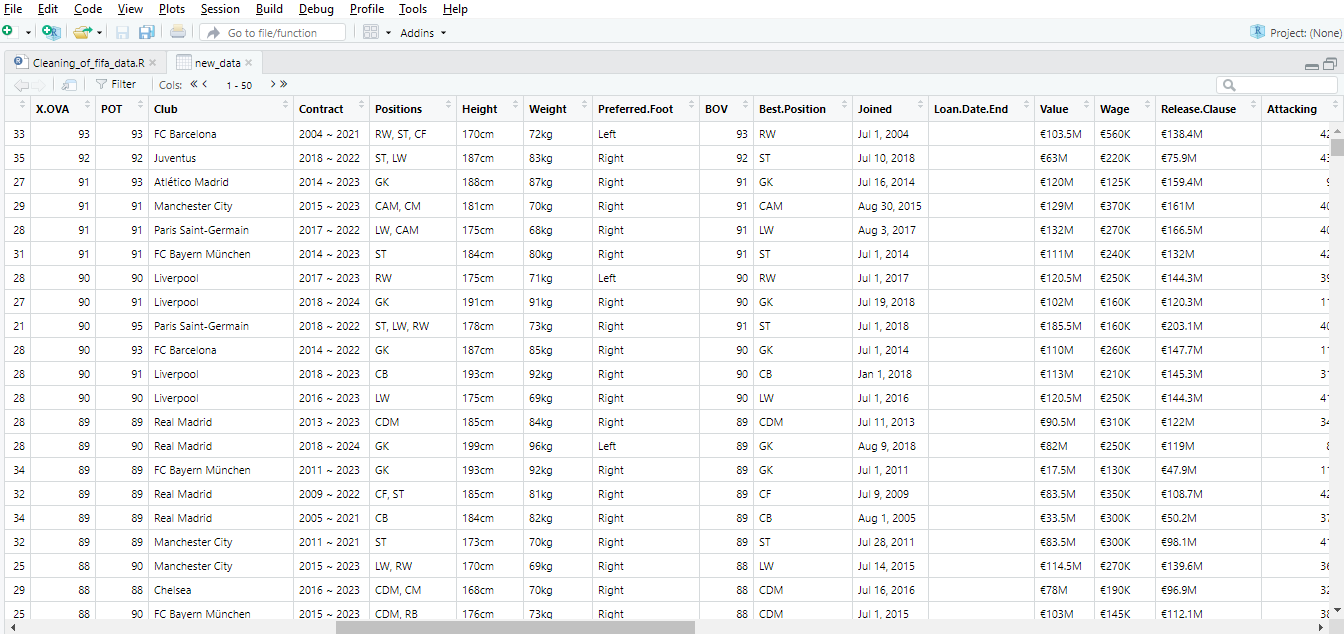 File Edit Code View Plots Session Build Debug Profile Tools Help
Go to file/function Addins Project: (None)
Cleaning_of_fifa_data.R new_data
Filter Cols: 1 - 50
X.OVA POT Club Contract Positions Height Weight Preferred.Foot BOV Best.Position Joined Loan.Date.End Value Wage Release.Clause Attacking
33 93 93 FC Barcelona 2004 ~ 2021 RW, ST, CF 170cm 72kg Left 93 RW Jul 1, 2004 €103.5M €560K €138.4M
35 92 92 Juventus 2018 ~ 2022 ST, LW 187cm 83kg Right 92 ST Jul 10, 2018 €63M €220K €75.9M
27 91 93 Atlético Madrid 2014 ~ 2023 GK 188cm 87kg Right 91 GK Jul 16, 2014 €120M €125K €159.4M
29 91 91 Manchester City 2015 ~ 2023 CAM, CM 181cm 70kg Right 91 CAM Aug 30, 2015 €129M €370K €161M
28 91 91 Paris Saint-Germain 2017 ~ 2022 LW, CAM 175cm 68kg Right 91 LW Aug 3, 2017 €132M €270K €166.5M
31 91 91 FC Bayern München 2014 ~ 2023 ST 184cm 80kg Right 91 ST Jul 1, 2014 €111M €240K €132M
28 90 90 Liverpool 2017 ~ 2023 RW 175cm 71kg Left 90 RW Jul 1, 2017 €120.5M €250K €144.3M
27 90 91 Liverpool 2018 ~ 2024 GK 191cm 91kg Right 90 GK Jul 19, 2018 €102M €160K €120.3M
21 90 95 Paris Saint-Germain 2018 ~ 2022 ST, LW, RW 178cm 73kg Right 91 ST Jul 1, 2018 €185.5M €160K €203.1M
28 90 93 FC Barcelona 2014 ~ 2022 GK 187cm 85kg Right 90 GK Jul 1, 2014 €110M €260K €147.7M
28 90 91 Liverpool 2018 ~ 2023 CB 193cm 92kg Right 90 CB Jan 1, 2018 €113M €210K €145.3M
28 90 90 Liverpool 2016 ~ 2023 LW 175cm 69kg Right 90 LW Jul 1, 2016 €120.5M €250K €144.3M
28 89 89 Real Madrid 2013 ~ 2023 CDM 185cm 84kg Right 89 CDM Jul 11, 2013 €90.5M €310K €122M
28 89 90 Real Madrid 2018 ~ 2024 GK 199cm 96kg Left 89 GK Aug 9, 2018 €82M €250K €119M
34 89 89 FC Bayern München 2011 ~ 2023 GK 193cm 92kg Right 89 GK Jul 1, 2011 €17.5M €130K €47.9M
32 89 89 Real Madrid 2009 ~ 2022 CF, ST 185cm 81kg Right 89 CF Jul 9, 2009 €83.5M €350K €108.7M
34 89 89 Real Madrid 2005 ~ 2021 CB 184cm 82kg Right 89 CB Aug 1, 2005 €33.5M €300K €50.2M
32 89 89 Manchester City 2011 ~ 2021 ST 173cm 70kg Right 89 ST Jul 28, 2011 €83.5M €300K €98.1M
25 88 90 Manchester City 2015 ~ 2023 LW, RW 170cm 69kg Right 88 LW Jul 14, 2015 €114.5M €270K €139.6M
29 88 88 Chelsea 2016 ~ 2023 CDM, CM 168cm 70kg Right 88 CDM Jul 16, 2016 €78M €190K €96.9M
25 88 90 FC Bayern München 2015 ~ 2023 CDM, RB 176cm 73kg Right 88 CDM Jul 1, 2015 €103M €145K €112.1M